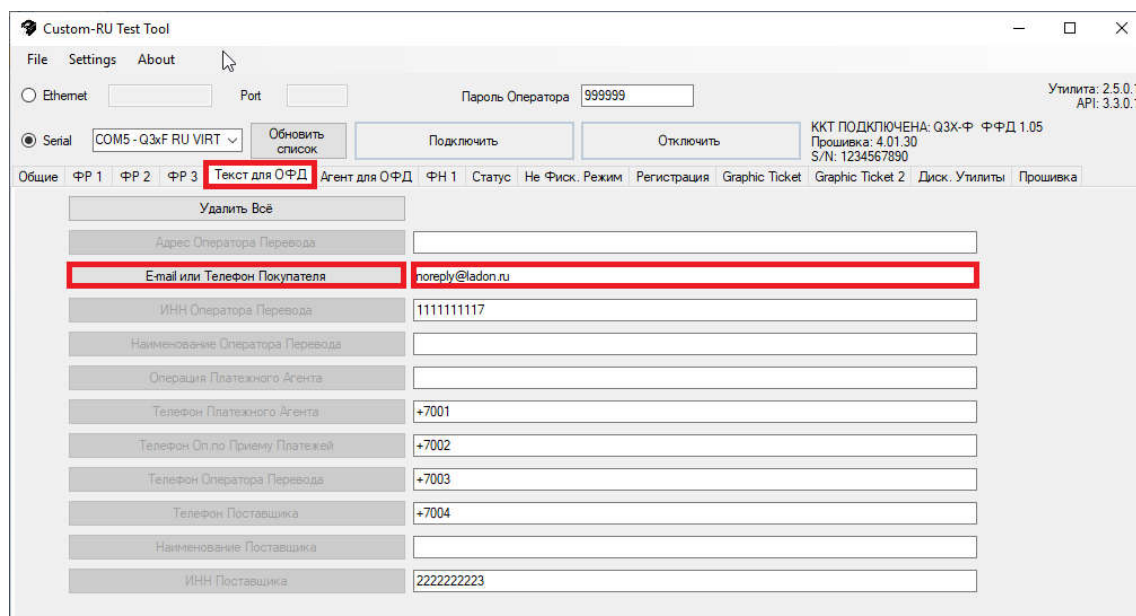 Custom-RU Test Tool
File Settings About
Ethernet Port Пароль Оператора 999999
Утилита: 2.5.0.1
API: 3.3.0.1
Serial COM5 - Q3xF RU VIRT Обновить список Подключить Отключить
ККТ ПОДКЛЮЧЕНА: Q3X-Ф ФФД 1.05
Прошивка: 4.01.30
S/N: 1234567890
Общие ФР 1 ФР 2 ФР 3 Текст для ОФД Агент для ОФД ФН 1 Статус Не Фиск. Режим Регистрация Graphic Ticket Graphic Ticket 2 Диск. Утилиты Прошивка
Удалить Всё
Адрес Оператора Перевода
E-mail или Телефон Покупателя noreply@ladon.ru
ИНН Оператора Перевода 1111111117
Наименование Оператора Перевода
Операция Платежного Агента
Телефон Платежного Агента +7001
Телефон Оп.по Приему Платежей +7002
Телефон Оператора Перевода +7003
Телефон Поставщика +7004
Наименование Поставщика
ИНН Поставщика 2222222223